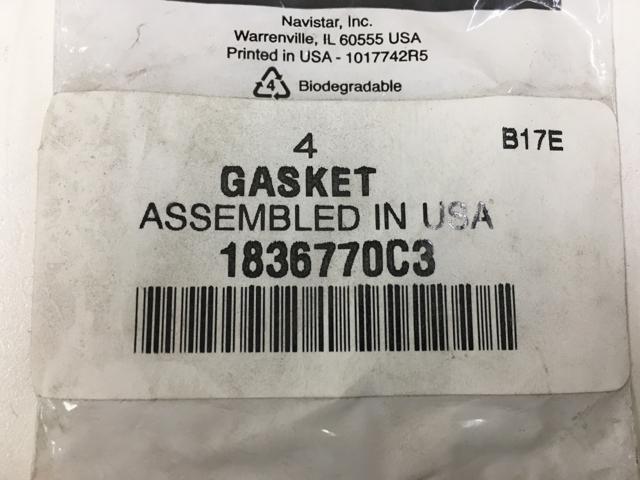 Navistar, Inc.
Warrenville, IL 60555 USA
Printed in USA - 1017742R5
4 Biodegradable
4
B17E
GASKET
ASSEMBLED IN USA
1836770C3